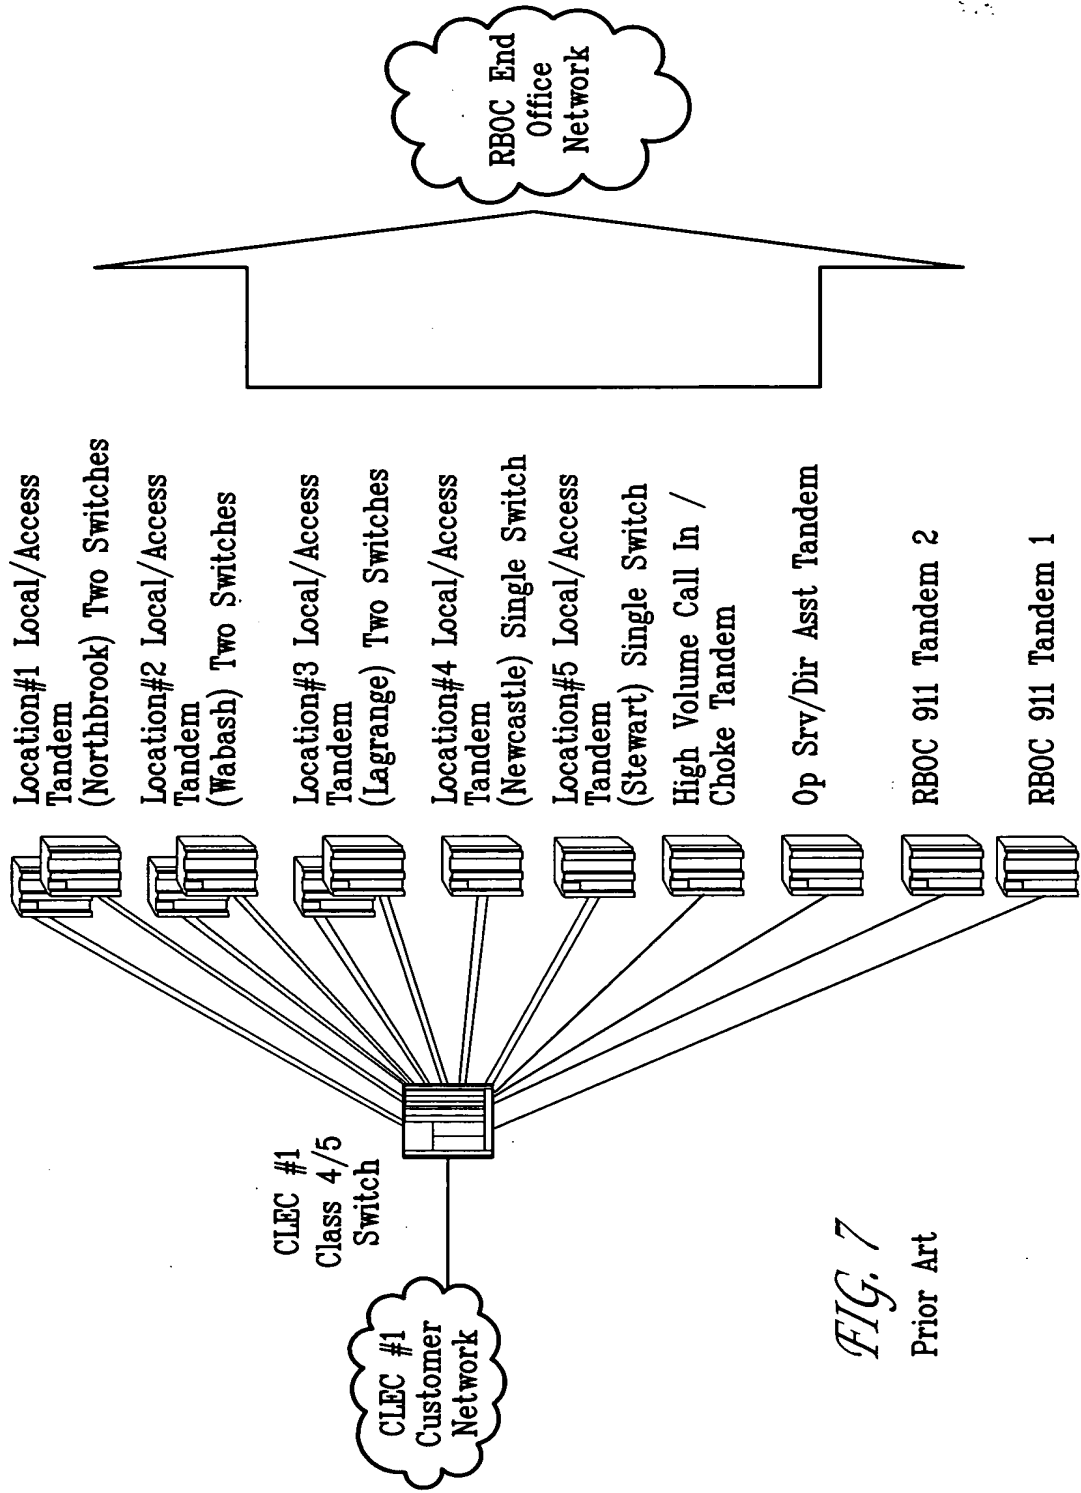 CLEC #1
Customer
Network
CLEC #1
Class 4/5
Switch
Location#1 Local/Access
Tandem
(Northbrook) Two Switches
Location#2 Local/Access
Tandem
(Wabash) Two Switches
Location#3 Local/Access
Tandem
(Lagrange) Two Switches
Location#4 Local/Access
Tandem
(Newcastle) Single Switch
Location#5 Local/Access
Tandem
(Stewart) Single Switch
High Volume Call In /
Choke Tandem
Op Srv/Dir Asst Tandem
RBOC 911 Tandem 2
RBOC 911 Tandem 1
RBOC End
Office
Network
FIG. 7
Prior Art